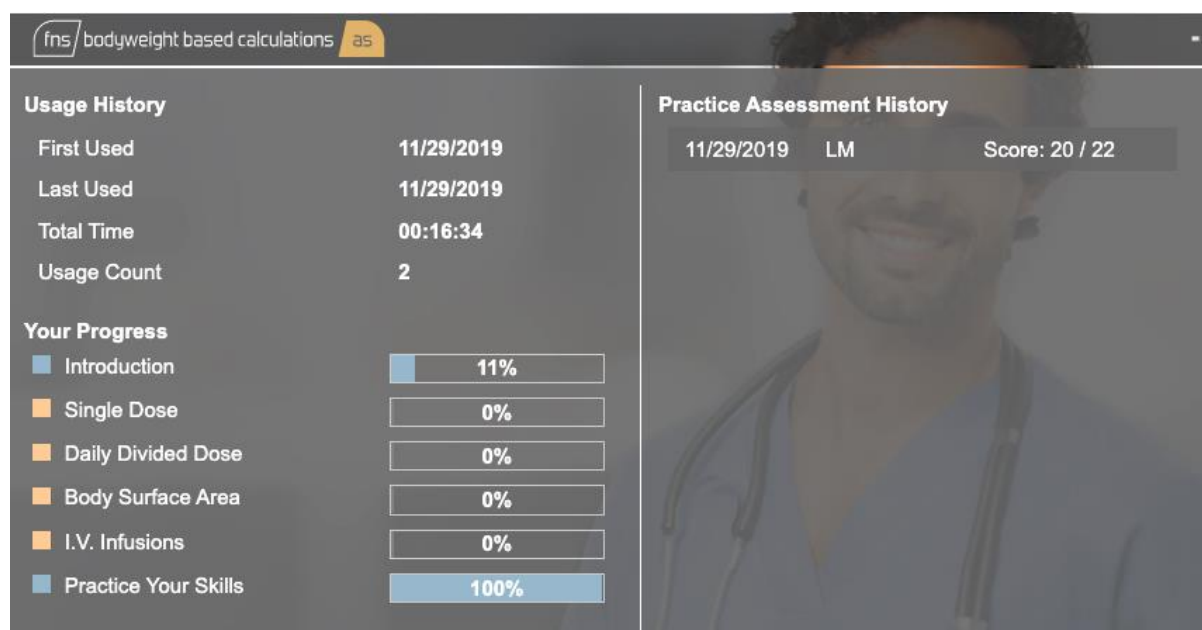 fns bodyweight based calculations as
Usage History
First Used 11/29/2019
Last Used 11/29/2019
Total Time 00:16:34
Usage Count 2
Your Progress
Introduction 11%
Single Dose 0%
Daily Divided Dose 0%
Body Surface Area 0%
I.V. Infusions 0%
Practice Your Skills 100%
Practice Assessment History
11/29/2019 LM Score: 20 / 22